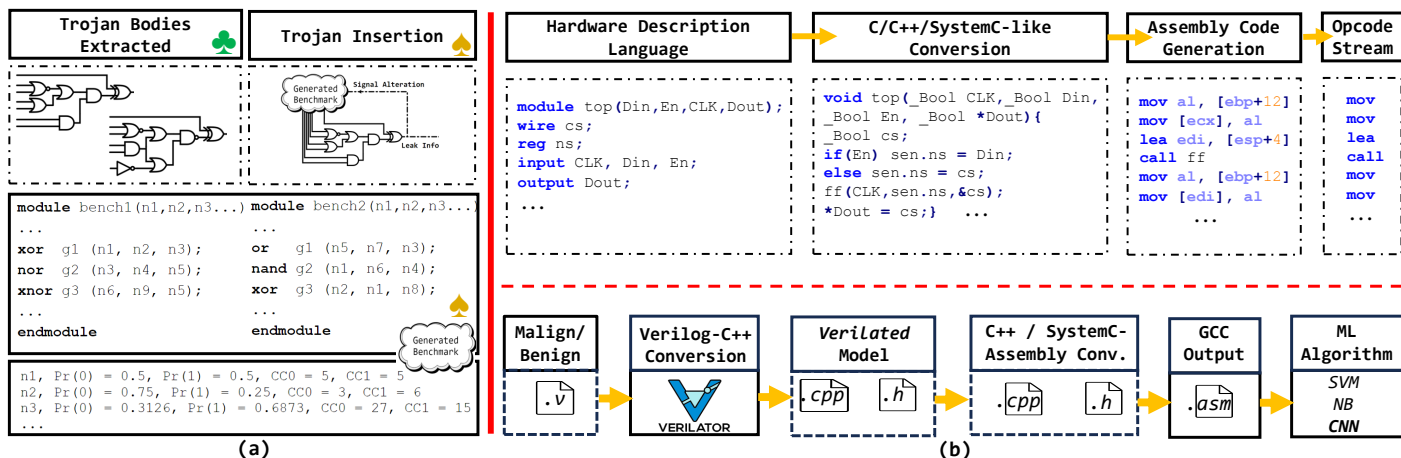 Trojan Bodies
Extracted
Trojan Insertion
Generated
Benchmark
Signal Alteration
Leak Info
module bench1(n1,n2,n3...)
...
xor g1 (n1, n2, n3);
nor g2 (n3, n4, n5);
xnor g3 (n6, n9, n5);
...
endmodule
module bench2(n1,n2,n3...)
...
or g1 (n5, n7, n3);
nand g2 (n1, n6, n4);
xor g3 (n2, n1, n8);
...
endmodule
Generated
Benchmark
n1, Pr(0) = 0.5, Pr(1) = 0.5, CC0 = 5, CC1 = 5
n2, Pr(0) = 0.75, Pr(1) = 0.25, CC0 = 3, CC1 = 6
n3, Pr(0) = 0.3126, Pr(1) = 0.6873, CC0 = 27, CC1 = 15
...
(a)
Hardware Description
Language
C/C++/SystemC-like
Conversion
Assembly Code
Generation
Opcode
Stream
module top(Din,En,CLK,Dout);
wire cs;
reg ns;
input CLK, Din, En;
output Dout;
...
void top(_Bool CLK,_Bool Din,
_Bool En, _Bool *Dout){
_Bool cs;
if(En) sen.ns = Din;
else sen.ns = cs;
ff(CLK,sen.ns,&cs);
*Dout = cs;} ...
mov al, [ebp+12]
mov [ecx], al
lea edi, [esp+4]
call ff
mov al, [ebp+12]
mov [edi], al
...
mov
mov
lea
call
mov
mov
...
Malign/
Benign
.v
Verilog-C++
Conversion
VERILATOR
Verilated
Model
.cpp
.h
C++ / SystemC-
Assembly Conv.
.cpp
.h
GCC
Output
.asm
ML
Algorithm
SVM
NB
CNN
(b)